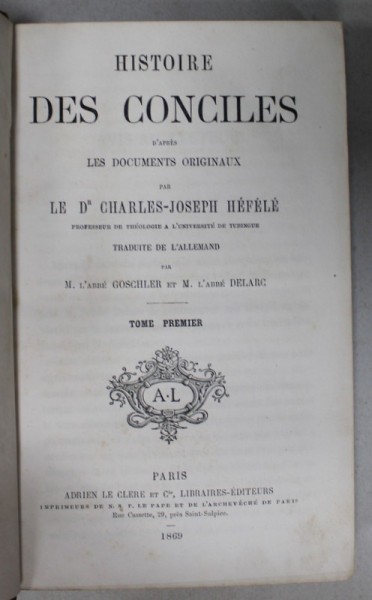 HISTOIRE
DES CONCILES
D'APRÈS
LES DOCUMENTS ORIGINAUX
PAR
LE Dr CHARLES-JOSEPH HÉFÉLÉ
PROFESSEUR DE THÉOLOGIE A L'UNIVERSITÉ DE TUBINGUE
TRADUITE DE L'ALLEMAND
PAR
M. L'ABBÉ GOSCHLER ET M. L'ABBÉ DELARC
TOME PREMIER
A·L
PARIS
ADRIEN LE CLERE ET Cie, LIBRAIRES-ÉDITEURS
IMPRIMEURS DE N. S. P. LE PAPE ET DE L'ARCHEVÊCHÉ DE PARIS
Rue Cassette, 29, près Saint-Sulpice.
1869